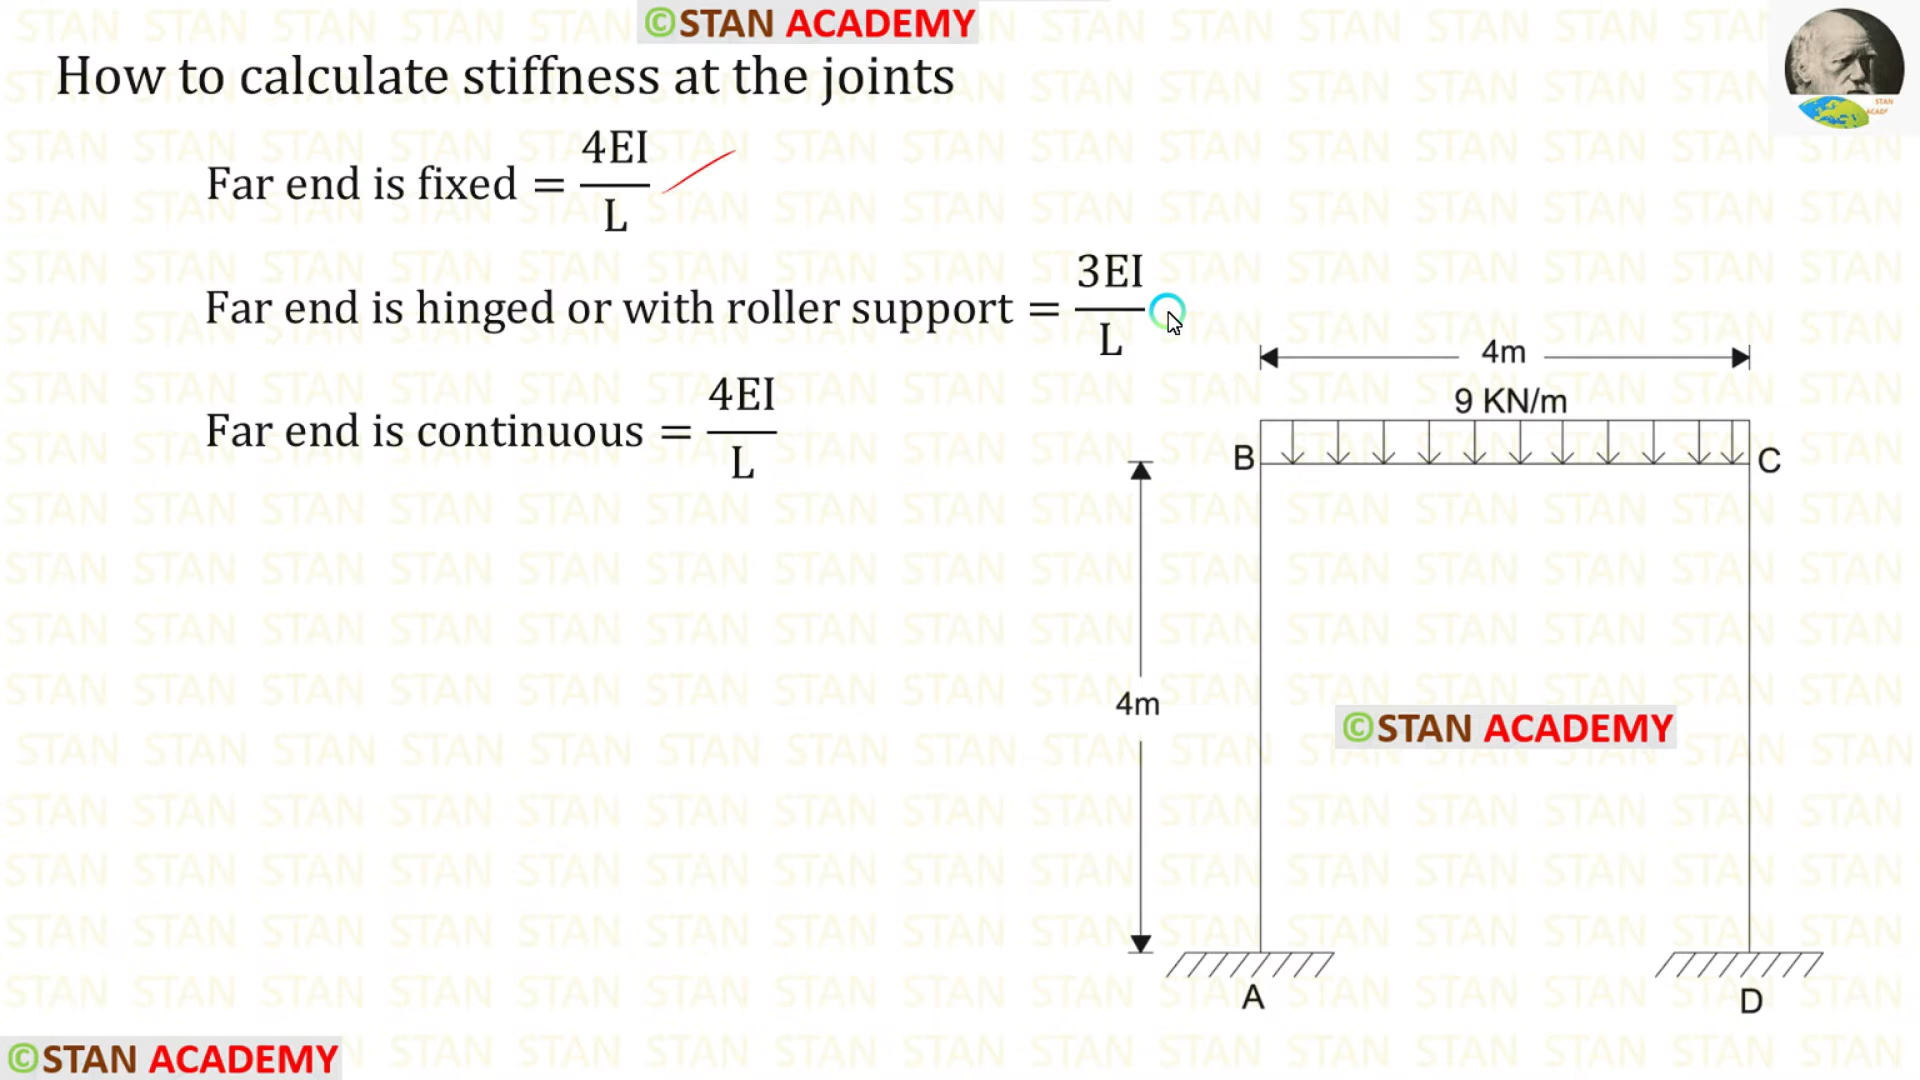 ©STAN ACADEMY
How to calculate stiffness at the joints
Far end is fixed = 4EI/L
Far end is hinged or with roller support = 3EI/L
Far end is continuous = 4EI/L
4m
9 KN/m
B
C
4m
©STAN ACADEMY
A
D
©STAN ACADEMY